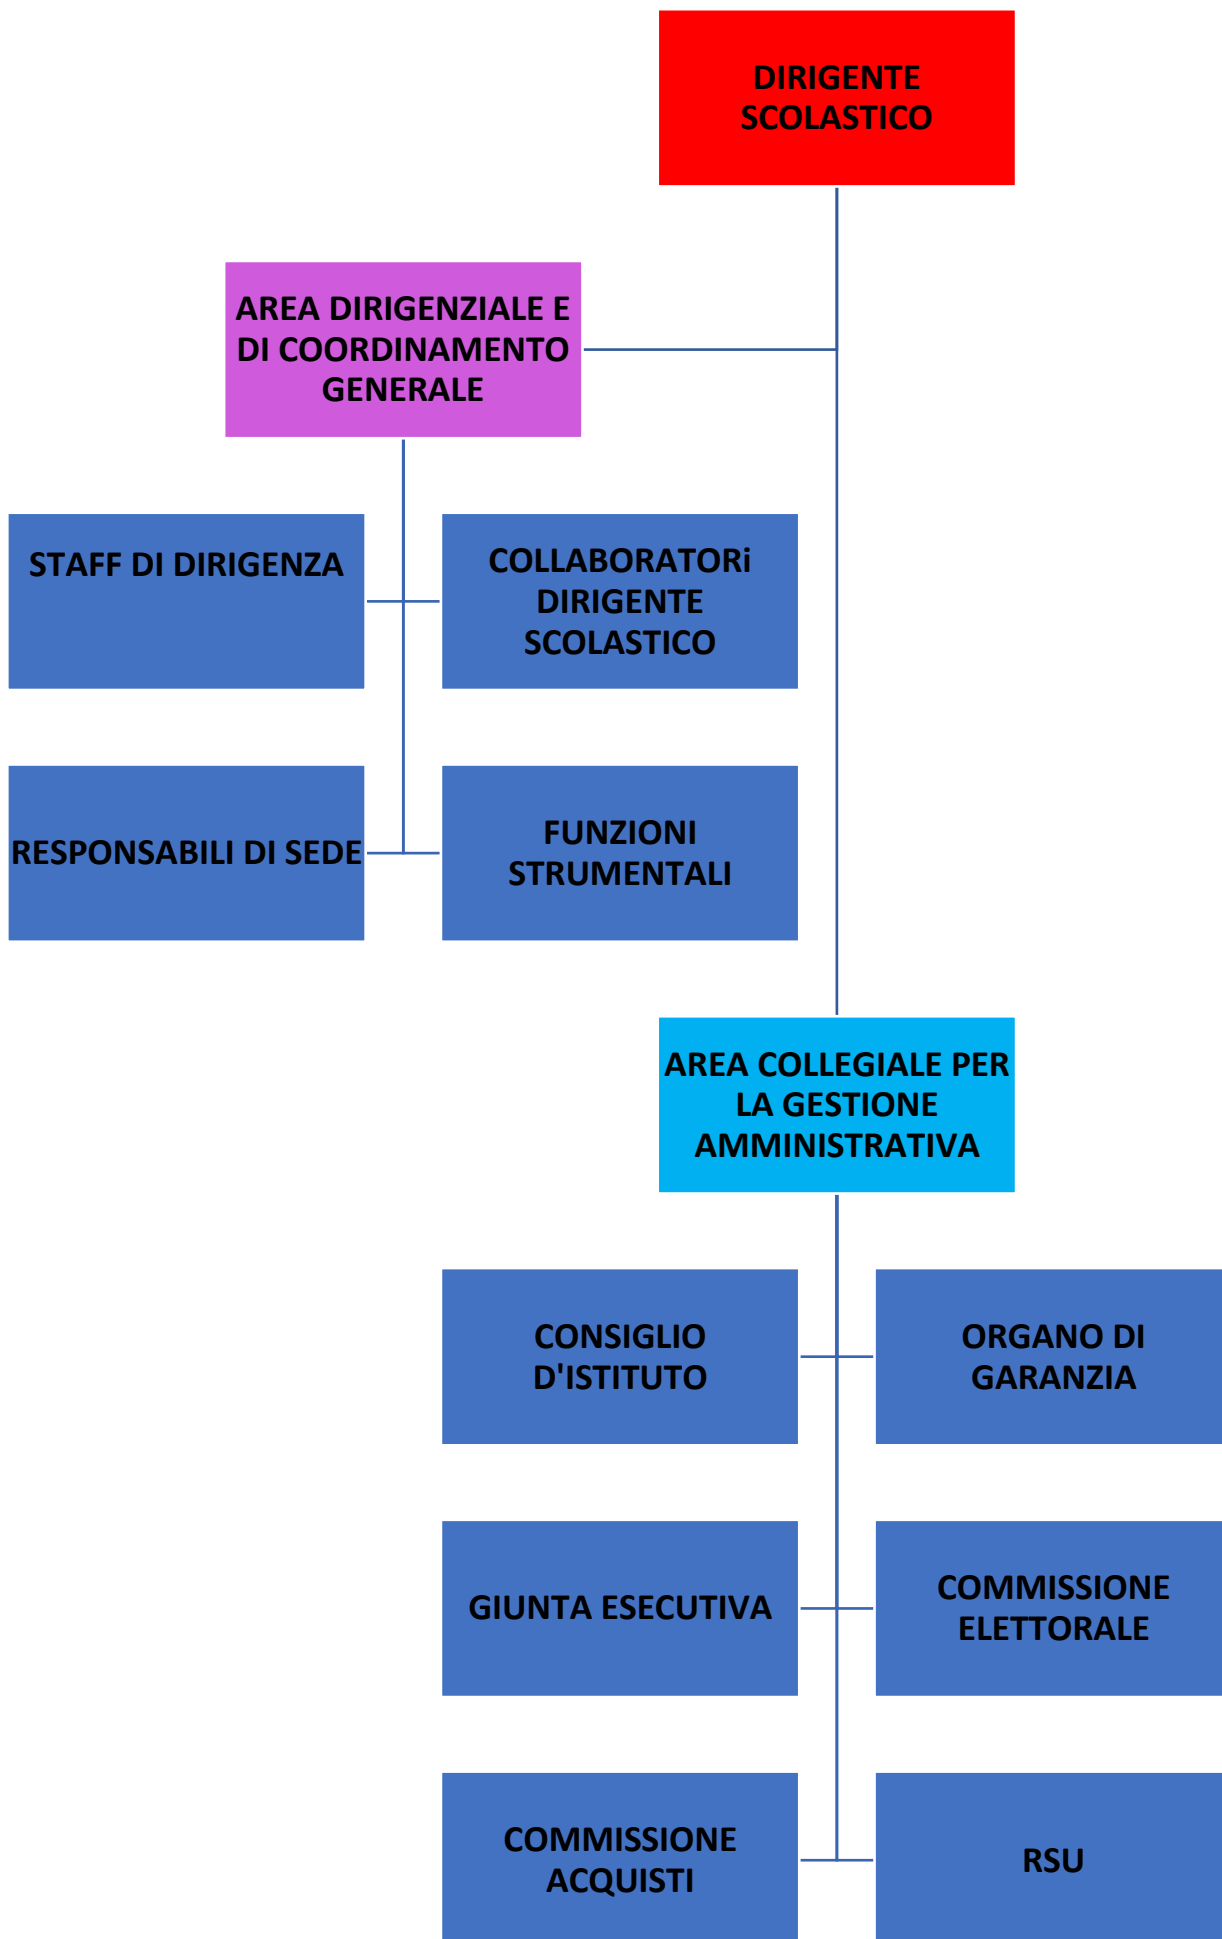 DIRIGENTE
SCOLASTICO
AREA DIRIGENZIALE E
DI COORDINAMENTO
GENERALE
STAFF DI DIRIGENZA
COLLABORATORi
DIRIGENTE
SCOLASTICO
RESPONSABILI DI SEDE
FUNZIONI
STRUMENTALI
AREA COLLEGIALE PER
LA GESTIONE
AMMINISTRATIVA
CONSIGLIO
D'ISTITUTO
ORGANO DI
GARANZIA
GIUNTA ESECUTIVA
COMMISSIONE
ELETTORALE
COMMISSIONE
ACQUISTI
RSU